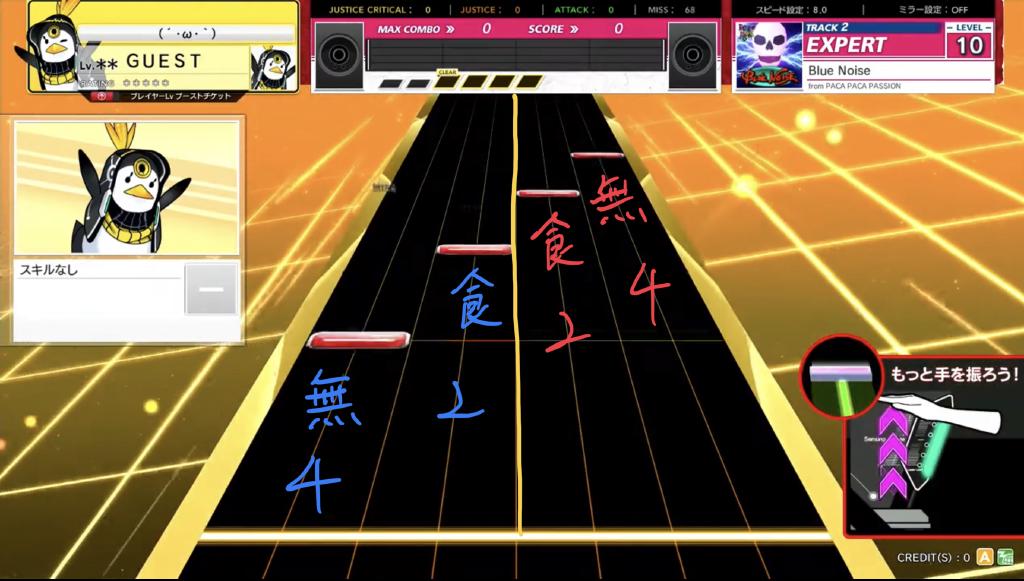 JUSTICE CRITICAL : 0 | JUSTICE : 0 | ATTACK : 0 | MISS : 68
スピード設定 : 8.0 | ミラー設定 : OFF
(´･ω･`)
Lv.** GUEST
RATING *****
プレイヤーLv ブーストチケット
MAX COMBO » 0 SCORE » 0
CLEAR
TRACK 2
EXPERT
LEVEL
10
Blue Noise
from PACA PACA PASSION
スキルなし
無
食
食
無
4
2
2
4
もっと手を振ろう!
CREDIT(S) : 0 A